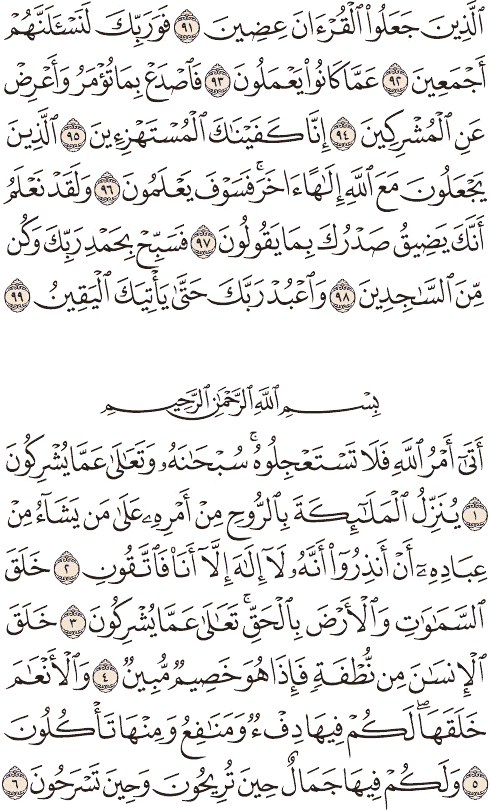 ٱلَّذِينَ جَعَلُوا۟ ٱلْقُرْءَانَ عِضِينَ ٩١ فَوَرَبِّكَ لَنَسْـَٔلَنَّهُمْ
أَجْمَعِينَ ٩٢ عَمَّا كَانُوا۟ يَعْمَلُونَ ٩٣ فَٱصْدَعْ بِمَا تُؤْمَرُ وَأَعْرِضْ
عَنِ ٱلْمُشْرِكِينَ ٩٤ إِنَّا كَفَيْنَـٰكَ ٱلْمُسْتَهْزِءِينَ ٩٥ ٱلَّذِينَ
يَجْعَلُونَ مَعَ ٱللَّهِ إِلَـٰهًا ءَاخَرَ ۚ فَسَوْفَ يَعْلَمُونَ ٩٦ وَلَقَدْ نَعْلَمُ
أَنَّكَ يَضِيقُ صَدْرُكَ بِمَا يَقُولُونَ ٩٧ فَسَبِّحْ بِحَمْدِ رَبِّكَ وَكُن
مِّنَ ٱلسَّـٰجِدِينَ ٩٨ وَٱعْبُدْ رَبَّكَ حَتَّىٰ يَأْتِيَكَ ٱلْيَقِينُ ٩٩
بِسْمِ ٱللَّهِ ٱلرَّحْمَـٰنِ ٱلرَّحِيمِ
أَتَىٰٓ أَمْرُ ٱللَّهِ فَلَا تَسْتَعْجِلُوهُ ۚ سُبْحَـٰنَهُۥ وَتَعَـٰلَىٰ عَمَّا يُشْرِكُونَ
١ يُنَزِّلُ ٱلْمَلَـٰٓئِكَةَ بِٱلرُّوحِ مِنْ أَمْرِهِۦ عَلَىٰ مَن يَشَآءُ مِنْ
عِبَادِهِۦٓ أَنْ أَنذِرُوٓا۟ أَنَّهُۥ لَآ إِلَـٰهَ إِلَّآ أَنَا۠ فَٱتَّقُونِ ٢ خَلَقَ
ٱلسَّمَـٰوَٰتِ وَٱلْأَرْضَ بِٱلْحَقِّ ۚ تَعَـٰلَىٰ عَمَّا يُشْرِكُونَ ٣ خَلَقَ
ٱلْإِنسَـٰنَ مِن نُّطْفَةٍ فَإِذَا هُوَ خَصِيمٌ مُّبِينٌ ٤ وَٱلْأَنْعَـٰمَ
خَلَقَهَا ۗ لَكُمْ فِيهَا دِفْءٌ وَمَنَـٰفِعُ وَمِنْهَا تَأْكُلُونَ
٥ وَلَكُمْ فِيهَا جَمَالٌ حِينَ تُرِيحُونَ وَحِينَ تَسْرَحُونَ ٦